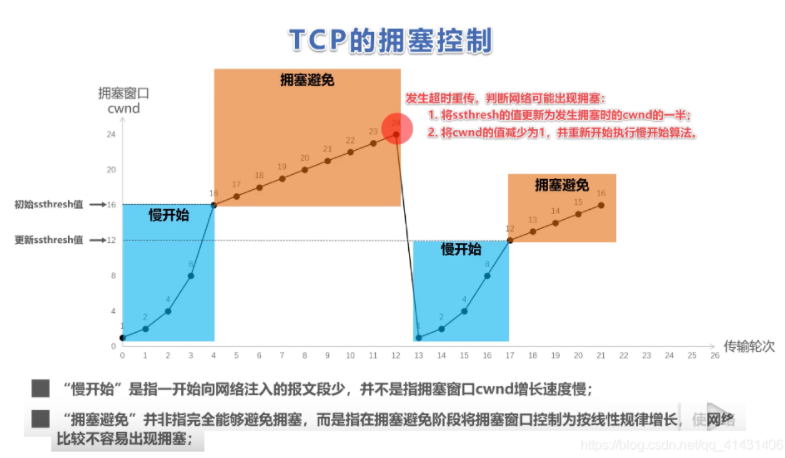 TCP的拥塞控制
拥塞窗口
cwnd
拥塞避免
发生超时重传，判断网络可能出现拥塞：
1. 将ssthresh的值更新为发生拥塞时的cwnd的一半；
2. 将cwnd的值减少为1，并重新开始执行慢开始算法。
24
20
16
12
8
4
0
初始ssthresh值
更新ssthresh值
慢开始
1
2
4
8
16
17
18
19
20
21
22
23
24
拥塞避免
慢开始
1
2
4
8
12
13
14
15
16
0 1 2 3 4 5 6 7 8 9 10 11 12 13 14 15 16 17 18 19 20 21 22 23 24 25 26
传输轮次
“慢开始”是指一开始向网络注入的报文段少，并不是指拥塞窗口cwnd增长速度慢；
“拥塞避免”并非指完全能够避免拥塞，而是指在拥塞避免阶段将拥塞窗口控制为按线性规律增长，使网络
比较不容易出现拥塞；
https://blog.csdn.net/qq_41431406